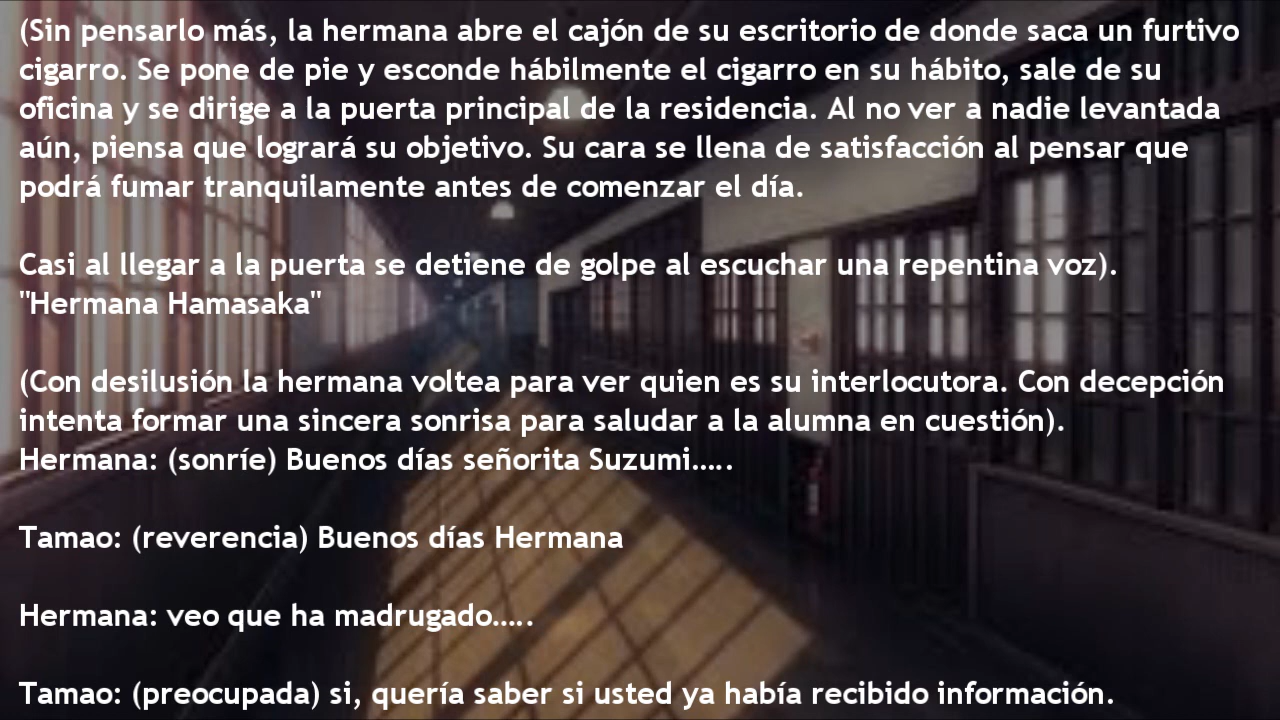 (Sin pensarlo más, la hermana abre el cajón de su escritorio de donde saca un furtivo
cigarro. Se pone de pie y esconde hábilmente el cigarro en su hábito, sale de su
oficina y se dirige a la puerta principal de la residencia. Al no ver a nadie levantada
aún, piensa que logrará su objetivo. Su cara se llena de satisfacción al pensar que
podrá fumar tranquilamente antes de comenzar el día.
Casi al llegar a la puerta se detiene de golpe al escuchar una repentina voz).
"Hermana Hamasaka"
(Con desilusión la hermana voltea para ver quien es su interlocutora. Con decepción
intenta formar una sincera sonrisa para saludar a la alumna en cuestión).
Hermana: (sonríe) Buenos días señorita Suzumi.....
Tamao: (reverencia) Buenos días Hermana
Hermana: veo que ha madrugado.....
Tamao: (preocupada) si, quería saber si usted ya había recibido información.